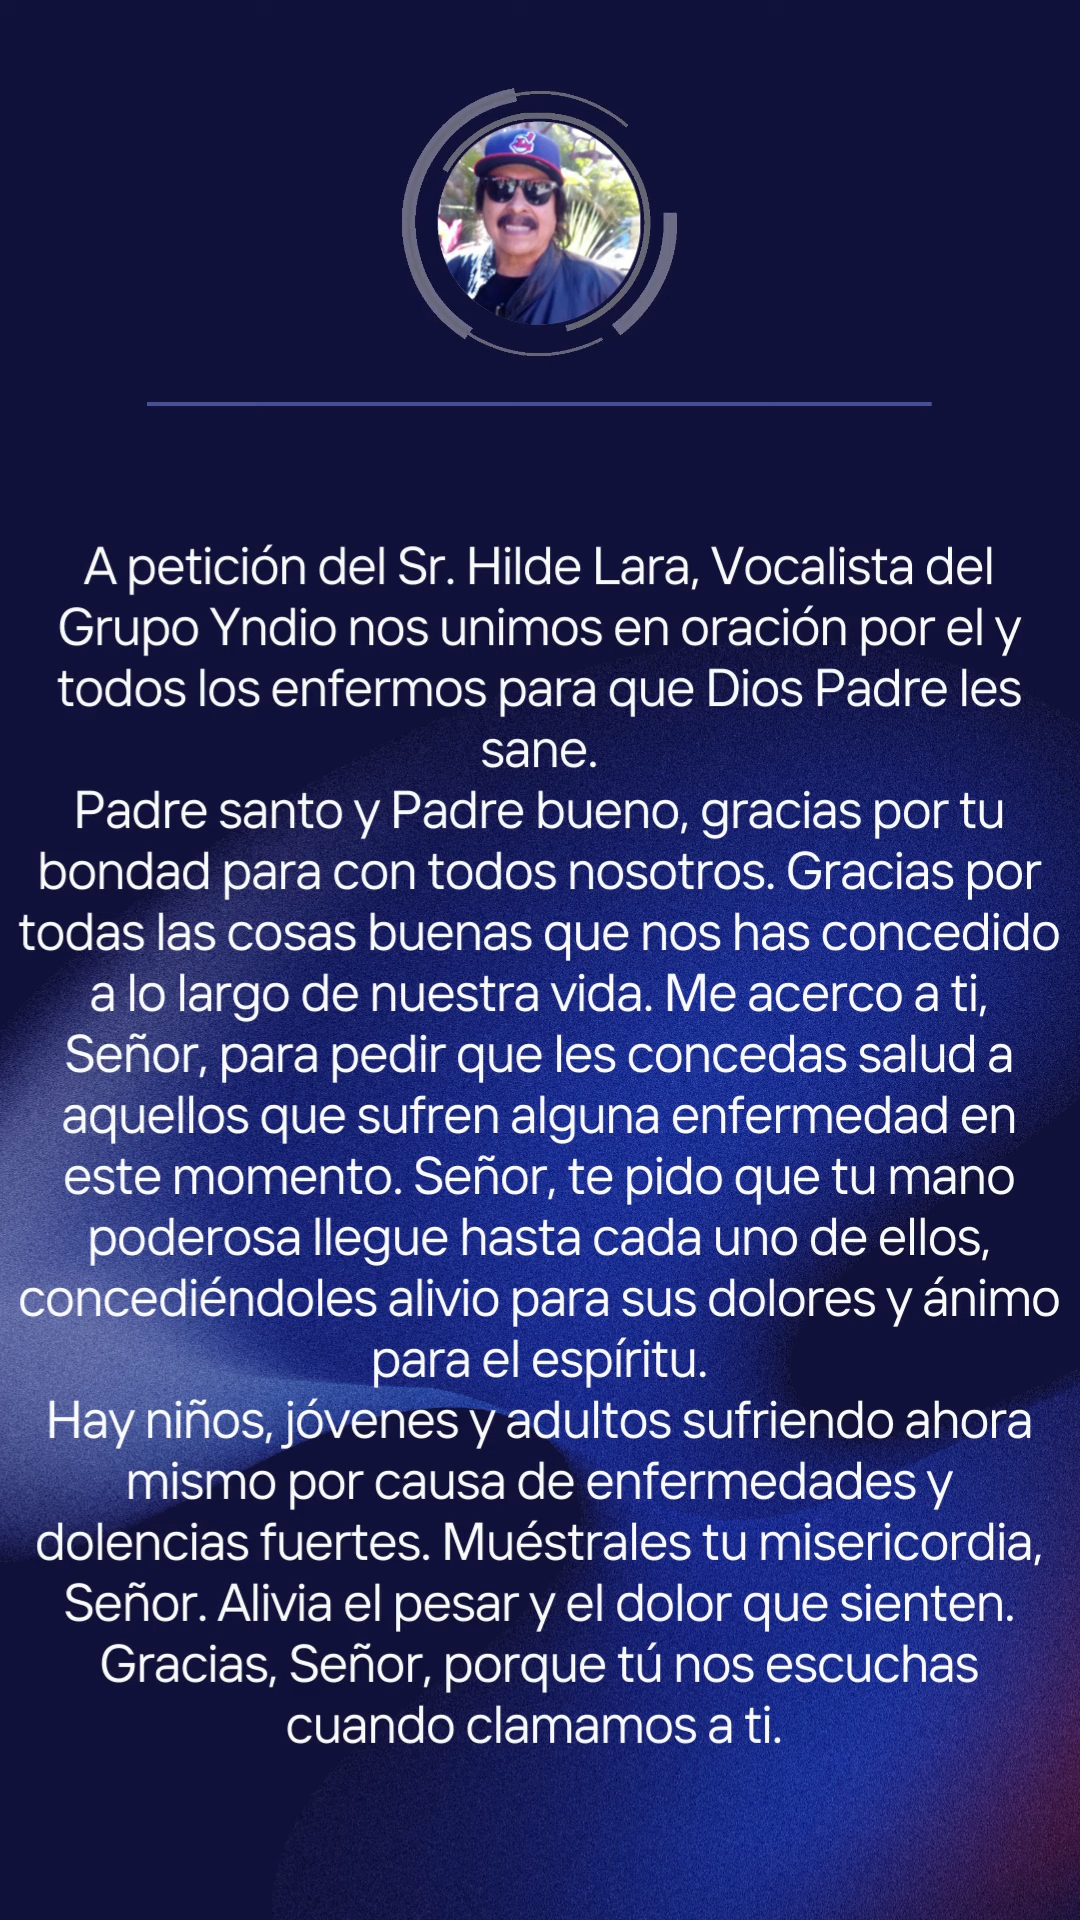 A petición del Sr. Hilde Lara, Vocalista del
Grupo Yndio nos unimos en oración por el y
todos los enfermos para que Dios Padre les
sane.
Padre santo y Padre bueno, gracias por tu
bondad para con todos nosotros. Gracias por
todas las cosas buenas que nos has concedido
a lo largo de nuestra vida. Me acerco a ti,
Señor, para pedir que les concedas salud a
aquellos que sufren alguna enfermedad en
este momento. Señor, te pido que tu mano
poderosa llegue hasta cada uno de ellos,
concediéndoles alivio para sus dolores y ánimo
para el espíritu.
Hay niños, jóvenes y adultos sufriendo ahora
mismo por causa de enfermedades y
dolencias fuertes. Muéstrales tu misericordia,
Señor. Alivia el pesar y el dolor que sienten.
Gracias, Señor, porque tú nos escuchas
cuando clamamos a ti.